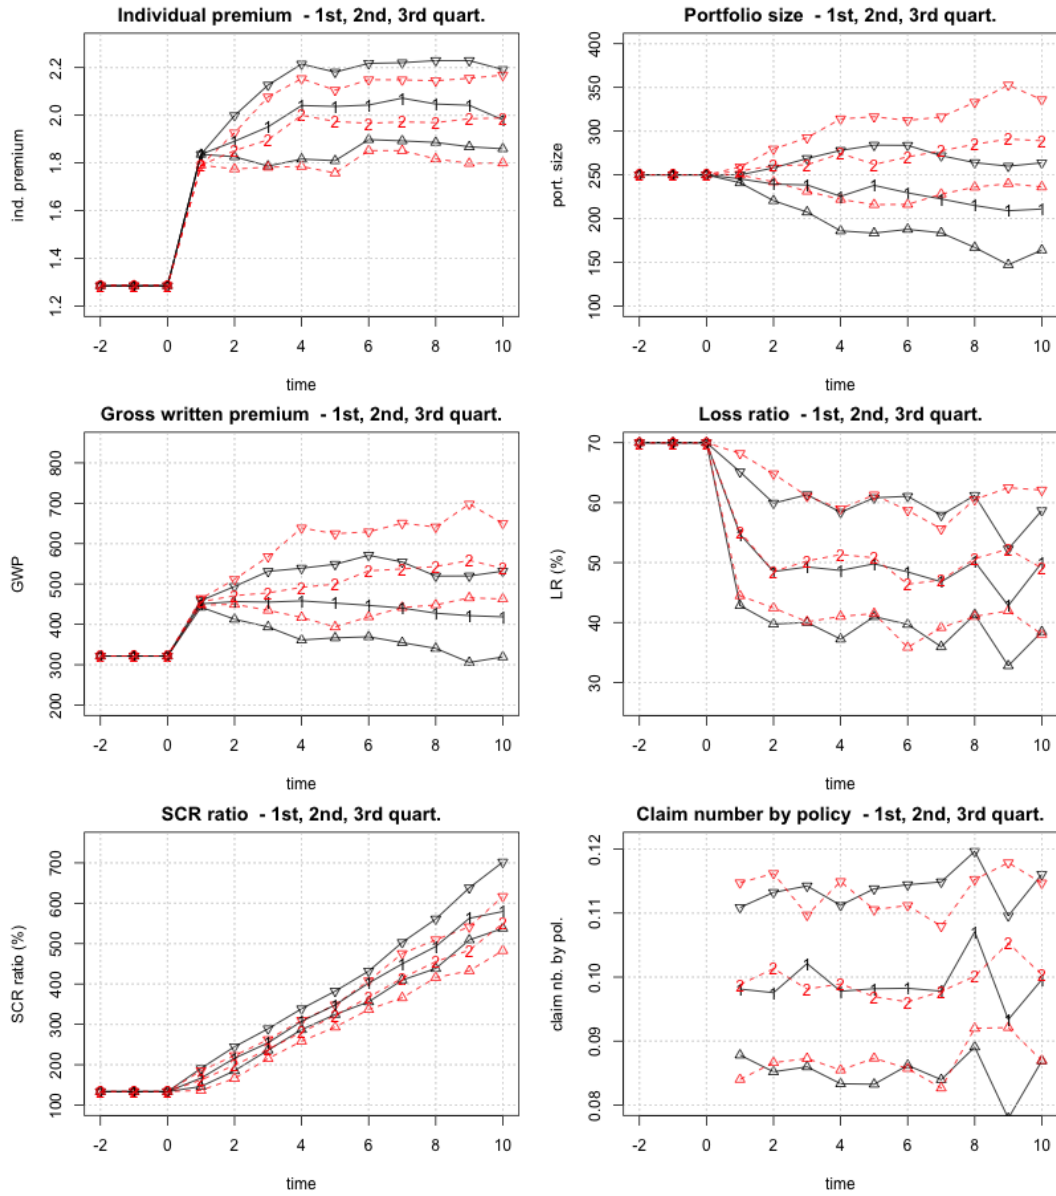 Individual premium - 1st, 2nd, 3rd quart.
ind. premium
2.2
2.0
1.8
1.6
1.4
1.2
-2 0 2 4 6 8 10
time
Portfolio size - 1st, 2nd, 3rd quart.
port. size
400
350
300
250
200
150
100
-2 0 2 4 6 8 10
time
Gross written premium - 1st, 2nd, 3rd quart.
GWP
800
700
600
500
400
300
200
-2 0 2 4 6 8 10
time
Loss ratio - 1st, 2nd, 3rd quart.
LR (%)
70
60
50
40
30
-2 0 2 4 6 8 10
time
SCR ratio - 1st, 2nd, 3rd quart.
SCR ratio (%)
700
600
500
400
300
200
100
-2 0 2 4 6 8 10
time
Claim number by policy - 1st, 2nd, 3rd quart.
claim nb. by pol.
0.12
0.11
0.10
0.09
0.08
-2 0 2 4 6 8 10
time